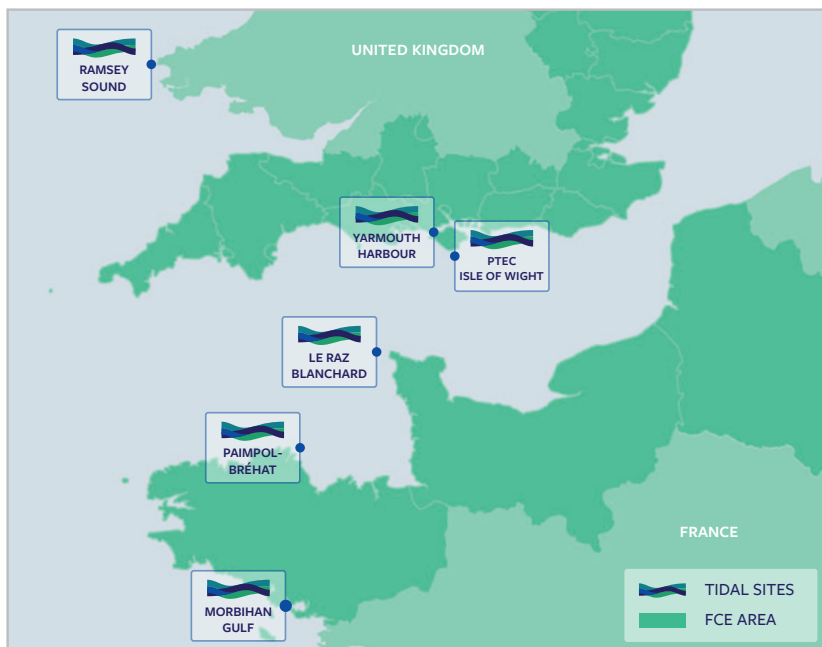 RAMSEY
SOUND
UNITED KINGDOM
YARMOUTH
HARBOUR
PTEC
ISLE OF WIGHT
LE RAZ
BLANCHARD
PAIMPOL-
BRÉHAT
FRANCE
MORBIHAN
GULF
TIDAL SITES
FCE AREA